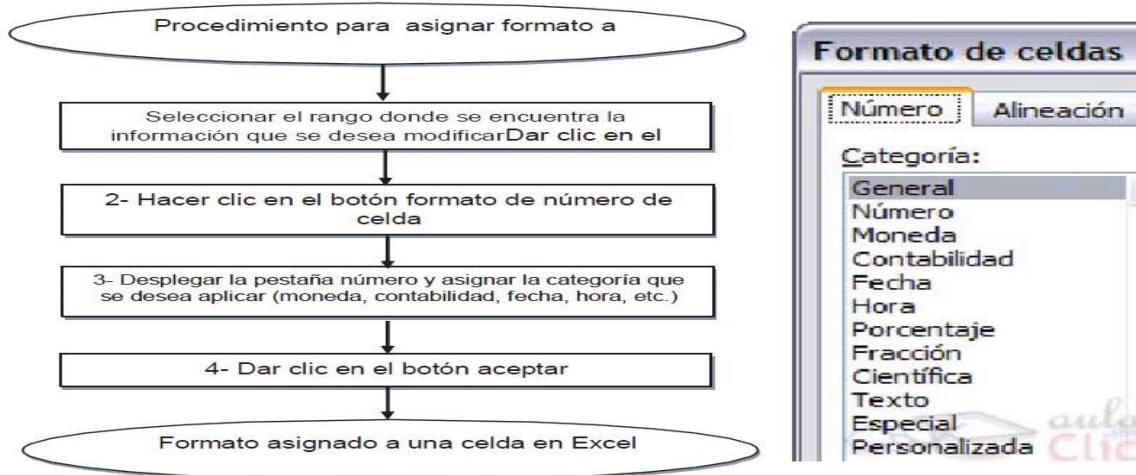 Procedimiento para asignar formato a
Seleccionar el rango donde se encuentra la
información que se desea modificarDar clic en el
2- Hacer clic en el botón formato de número de
celda
3- Desplegar la pestaña número y asignar la categoría que
se desea aplicar (moneda, contabilidad, fecha, hora, etc.)
4- Dar clic en el botón aceptar
Formato asignado a una celda en Excel
Formato de celdas
Número Alineación
Categoría:
General
Número
Moneda
Contabilidad
Fecha
Hora
Porcentaje
Fracción
Científica
Texto
Especial
Personalizada
aula
Clic